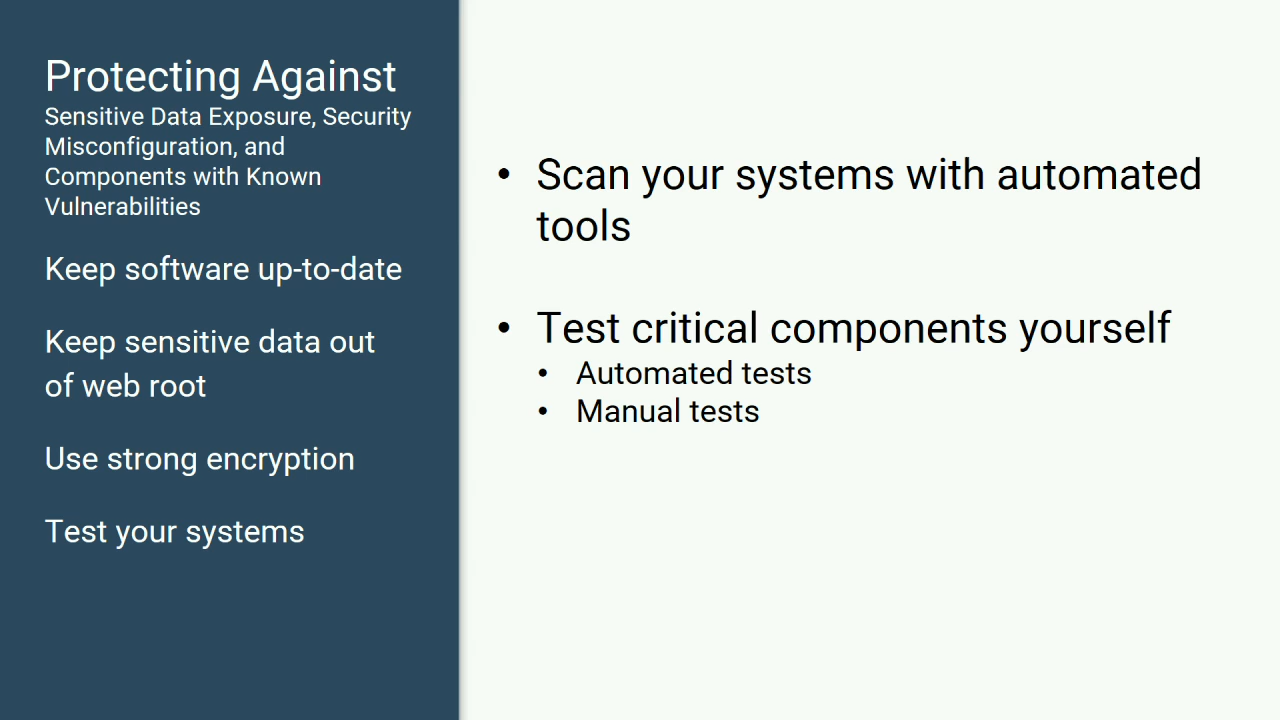 Protecting Against
Sensitive Data Exposure, Security
Misconfiguration, and
Components with Known
Vulnerabilities
Keep software up-to-date
Keep sensitive data out
of web root
Use strong encryption
Test your systems
• Scan your systems with automated
tools
• Test critical components yourself
• Automated tests
• Manual tests